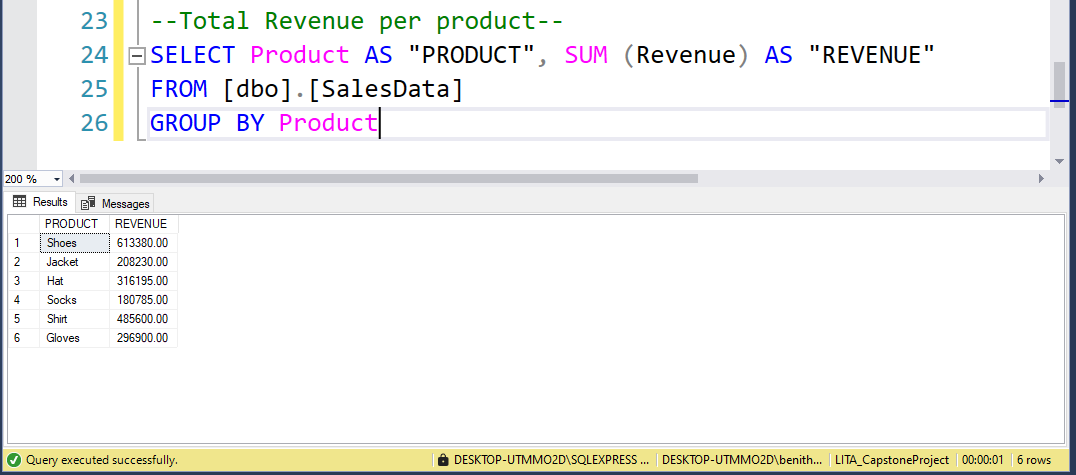 23 --Total Revenue per product--
24 SELECT Product AS "PRODUCT", SUM (Revenue) AS "REVENUE"
25 FROM [dbo].[SalesData]
26 GROUP BY Product
200 %
Results Messages
PRODUCT REVENUE
1 Shoes 613380.00
2 Jacket 208230.00
3 Hat 316195.00
4 Socks 180785.00
5 Shirt 485600.00
6 Gloves 296900.00
Query executed successfully. DESKTOP-UTMMO2D\SQLEXPRESS ... DESKTOP-UTMMO2D\benith... LITA_CapstoneProject 00:00:01 6 rows